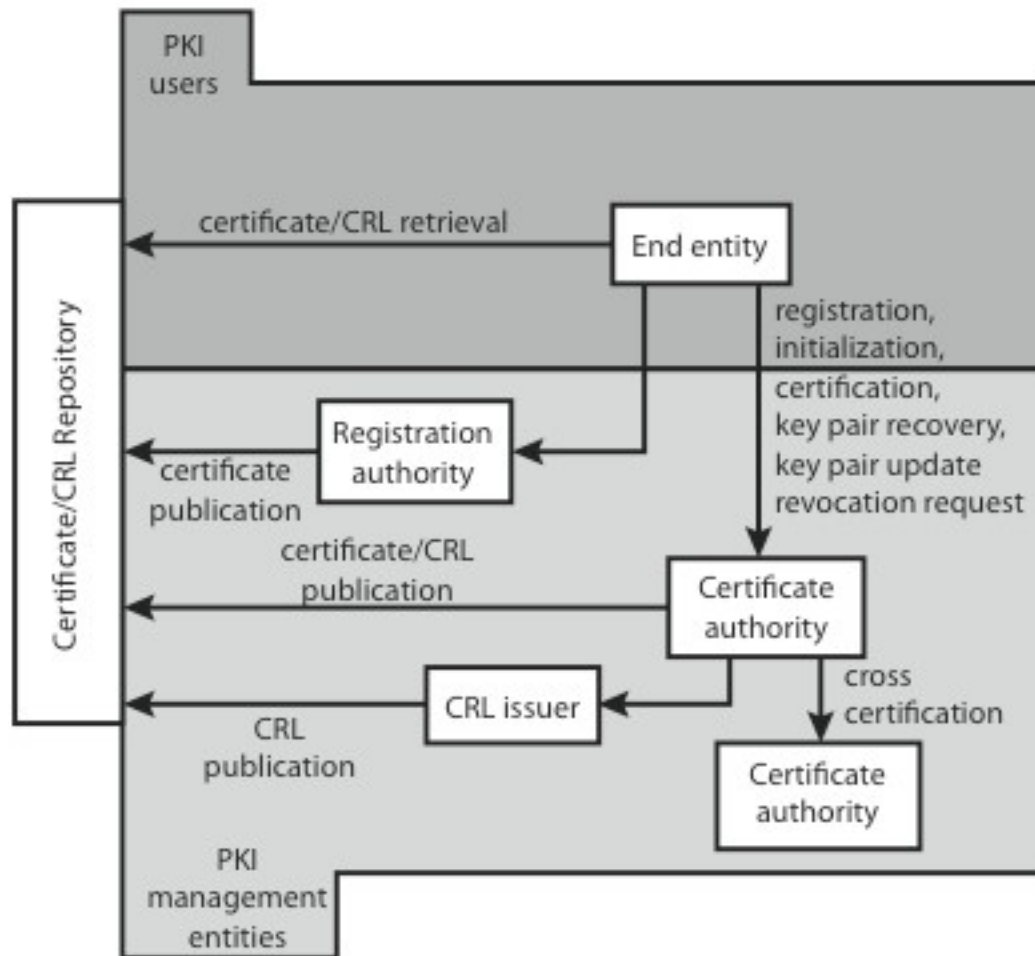 PKI
users
certificate/CRL retrieval
End entity
Certificate/CRL Repository
registration,
initialization,
certification,
key pair recovery,
key pair update
revocation request
Registration
authority
certificate
publication
certificate/CRL
publication
Certificate
authority
CRL issuer
CRL
publication
cross
certification
Certificate
authority
PKI
management
entities